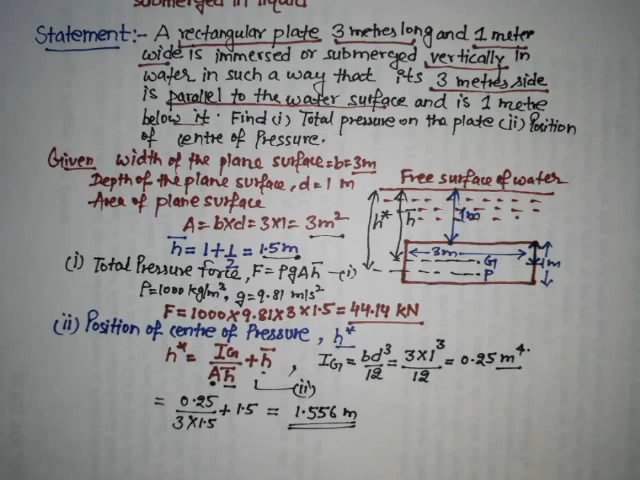 submerged in liquid
Statement:- A rectangular plate 3 metres long and 1 meter
wide is immersed or submerged vertically in
water in such a way that its 3 metres side
is parallel to the water surface and is 1 metre
below it. Find (i) Total pressure on the plate (ii) Position
of centre of Pressure.
Given width of the plane surface = b = 3m
Depth of the plane surface, d = 1 m
Area of plane surface
A = b×d = 3×1 = 3m²
h̅ = 1 + 1/2 = 1.5m
Free surface of water
h*
h̅
1m
3m
G
P
1m
(i) Total Pressure force, F = ρgAh̅ -(i)
ρ = 1000 kg/m³, g = 9.81 m/s²
F = 1000×9.81×3×1.5 = 44.14 KN
(ii) Position of centre of Pressure, h*
h* = IG/Ah̅ + h̅ , IG = bd³/12 = 3×1³/12 = 0.25 m⁴.
(ii)
= 0.25/3×1.5 + 1.5 = 1.556 m